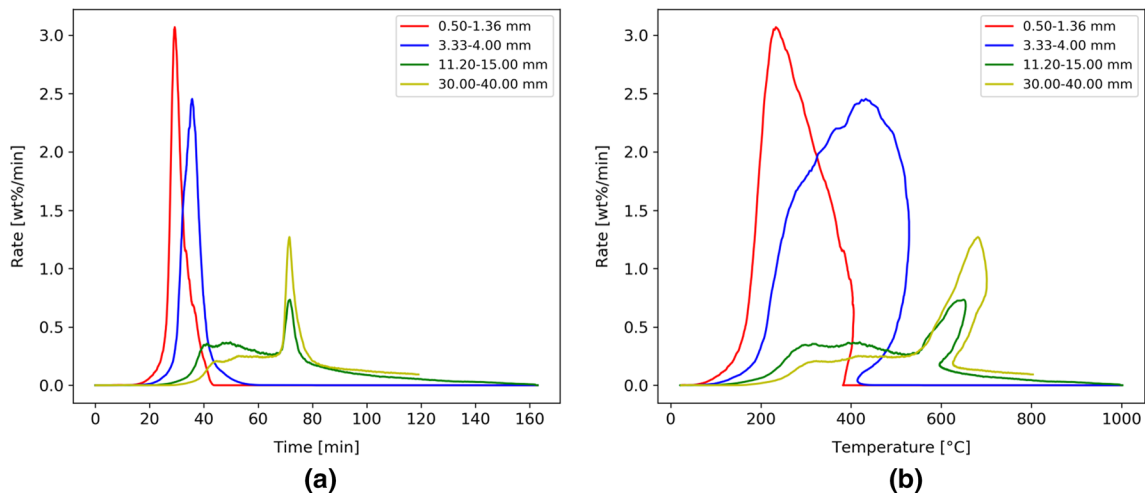 3.0
2.5
2.0
1.5
1.0
0.5
0.0
Rate [wt%/min]
0.50-1.36 mm
3.33-4.00 mm
11.20-15.00 mm
30.00-40.00 mm
0 20 40 60 80 100 120 140 160
Time [min]
(a)
3.0
2.5
2.0
1.5
1.0
0.5
0.0
Rate [wt%/min]
0.50-1.36 mm
3.33-4.00 mm
11.20-15.00 mm
30.00-40.00 mm
0 200 400 600 800 1000
Temperature [°C]
(b)